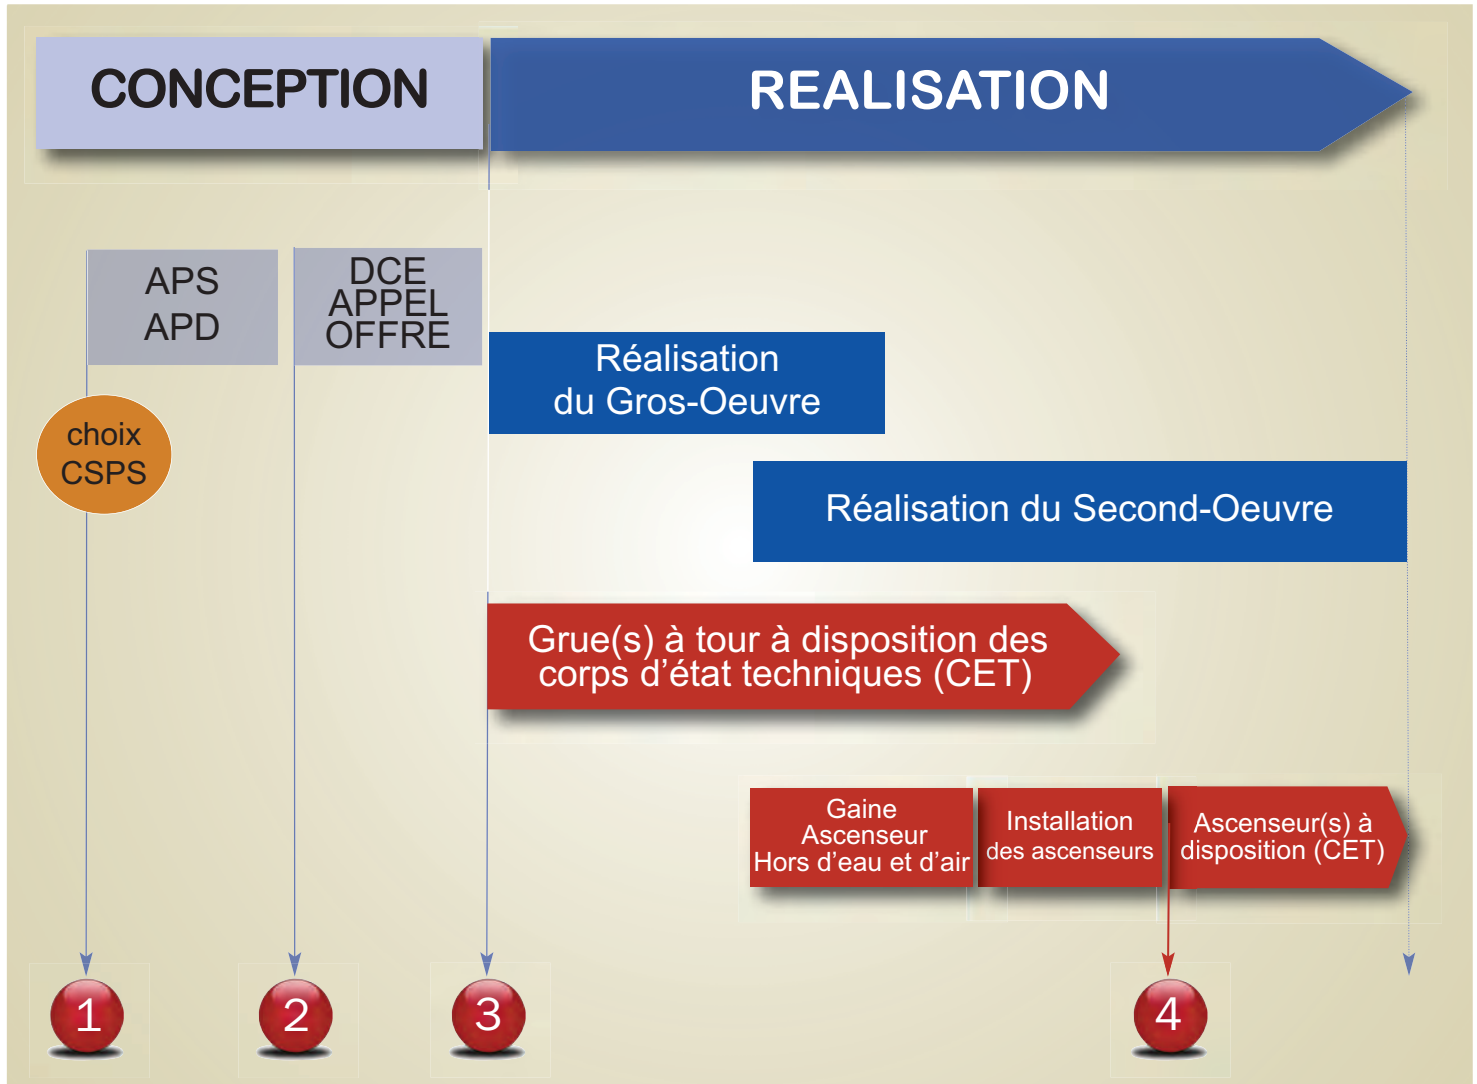 CONCEPTION
REALISATION
APS
APD
DCE
APPEL
OFFRE
choix
CSPS
Réalisation
du Gros-Oeuvre
Réalisation du Second-Oeuvre
Grue(s) à tour à disposition des
corps d’état techniques (CET)
Gaine
Ascenseur
Hors d’eau et d’air
Installation
des ascenseurs
Ascenseur(s) à
disposition (CET)
1
2
3
4